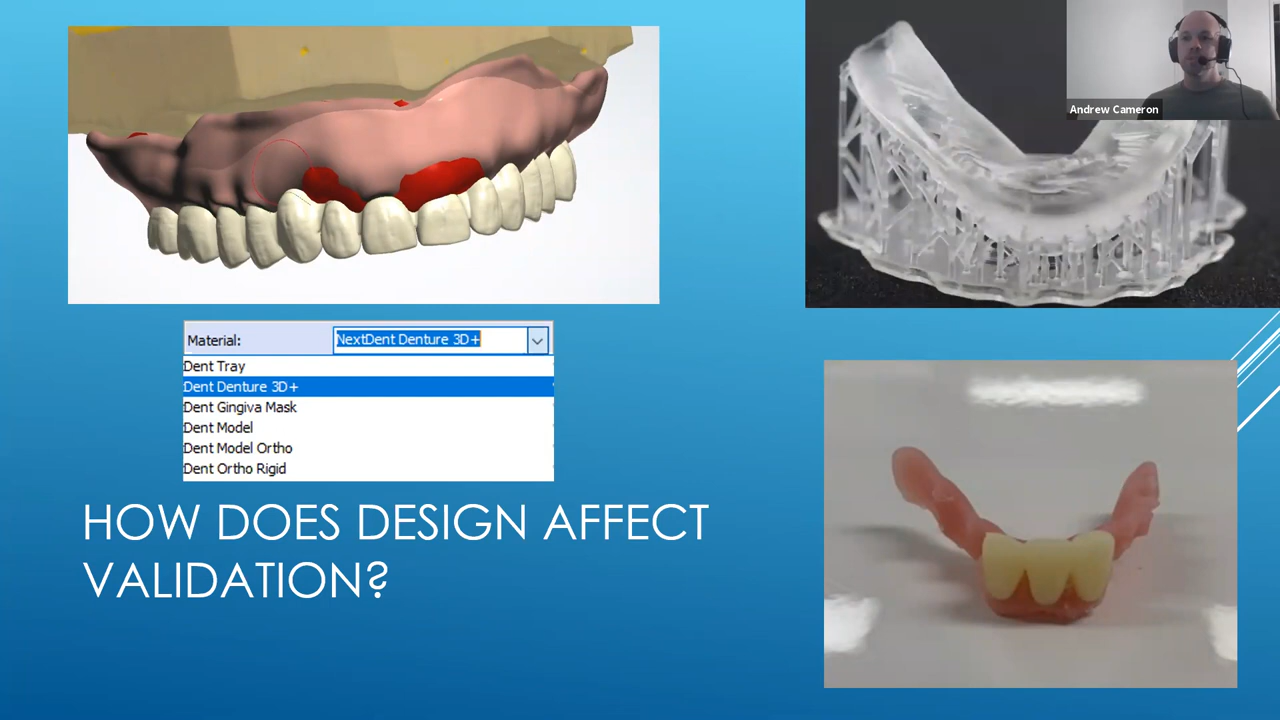 Andrew Cameron
Material: NextDent Denture 3D+
Dent Tray
Dent Denture 3D+
Dent Gingiva Mask
Dent Model
Dent Model Ortho
Dent Ortho Rigid
HOW DOES DESIGN AFFECT
VALIDATION?